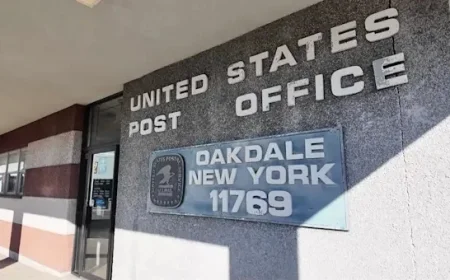 UNITED STATES
POST OFFICE
OAKDALE
NEW YORK
11769